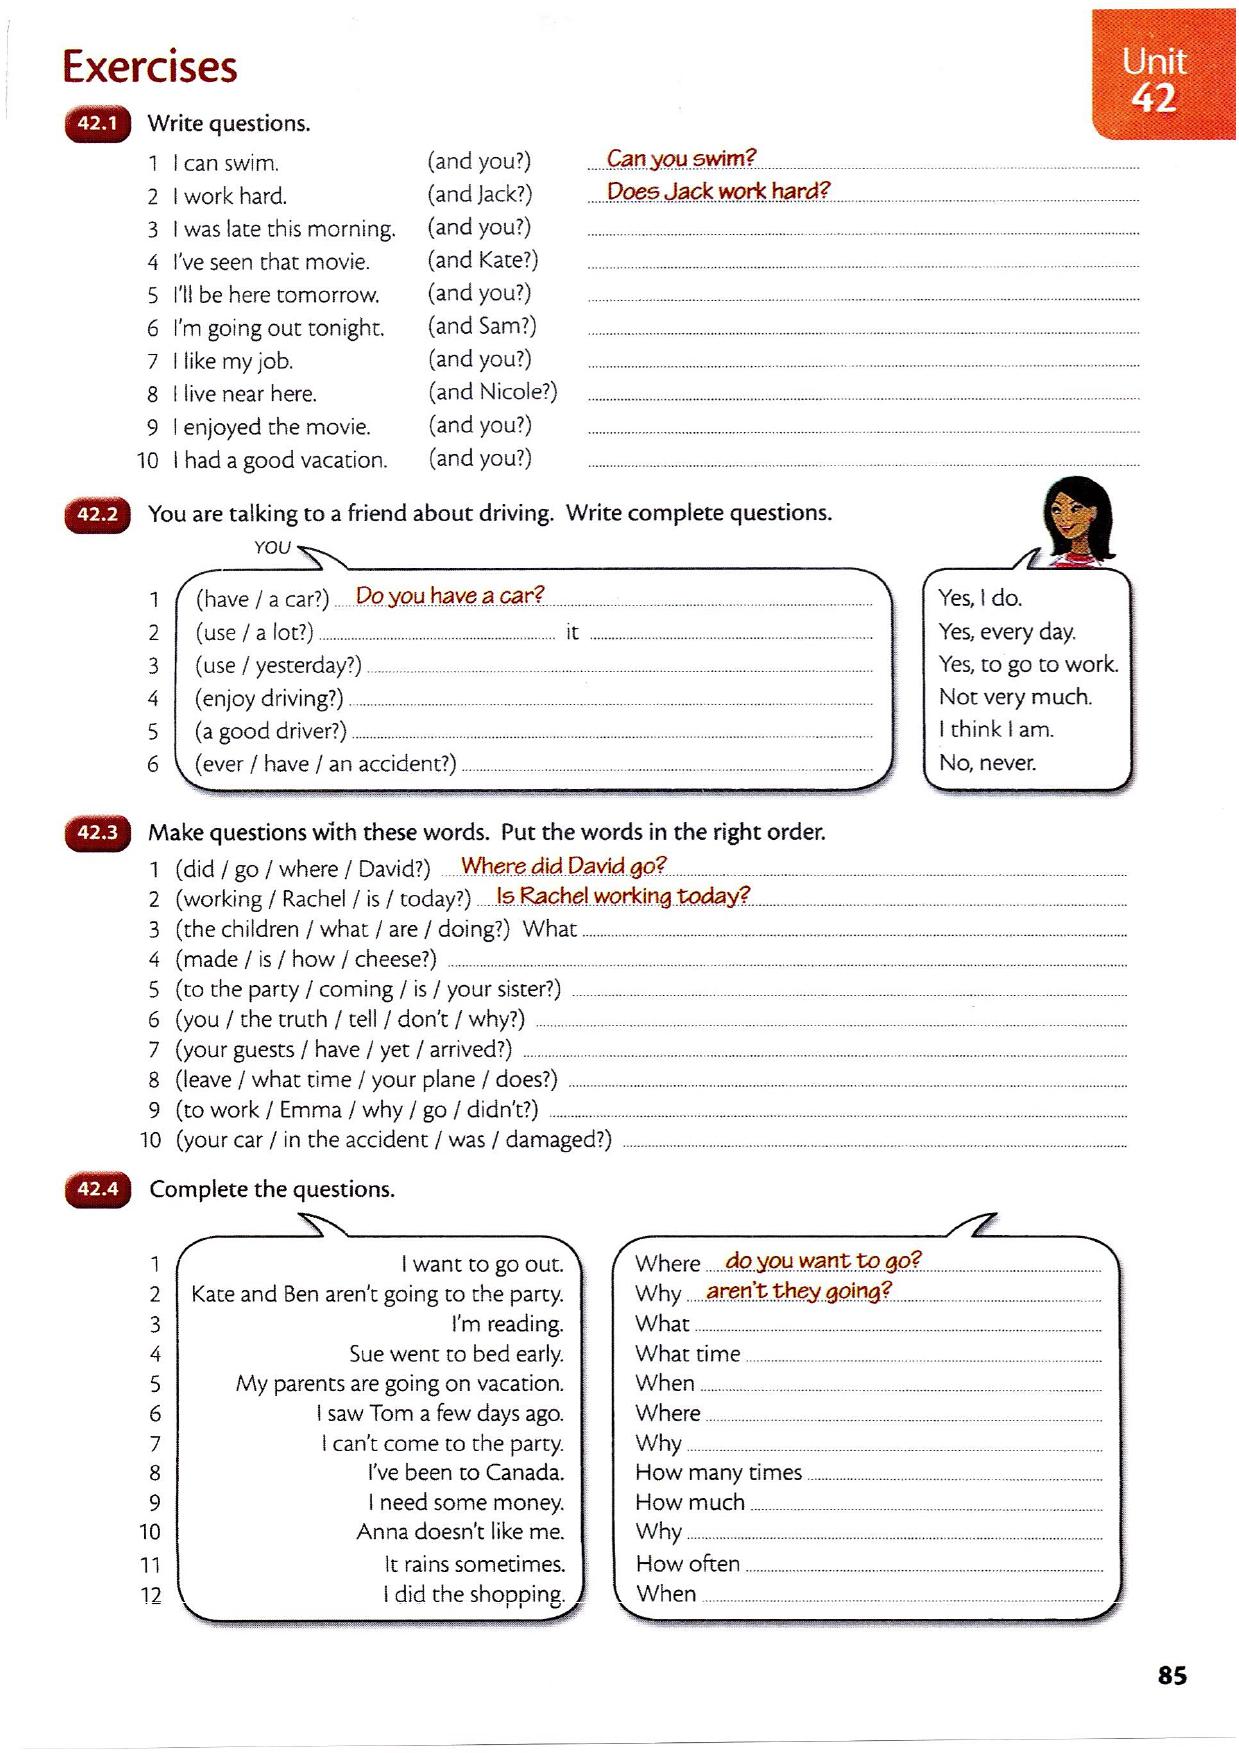 Exercises
Unit
42
42.1 Write questions.
1 I can swim. (and you?) Can you swim?
2 I work hard. (and Jack?) Does Jack work hard?
3 I was late this morning. (and you?)
4 I've seen that movie. (and Kate?)
5 I'll be here tomorrow. (and you?)
6 I'm going out tonight. (and Sam?)
7 I like my job. (and you?)
8 I live near here. (and Nicole?)
9 I enjoyed the movie. (and you?)
10 I had a good vacation. (and you?)
42.2 You are talking to a friend about driving. Write complete questions.
YOU
1 (have / a car?) Do you have a car? Yes, I do.
2 (use / a lot?) it Yes, every day.
3 (use / yesterday?) Yes, to go to work.
4 (enjoy driving?) Not very much.
5 (a good driver?) I think I am.
6 (ever / have / an accident?) No, never.
42.3 Make questions with these words. Put the words in the right order.
1 (did / go / where / David?) Where did David go?
2 (working / Rachel / is / today?) Is Rachel working today?
3 (the children / what / are / doing?) What
4 (made / is / how / cheese?)
5 (to the party / coming / is / your sister?)
6 (you / the truth / tell / don't / why?)
7 (your guests / have / yet / arrived?)
8 (leave / what time / your plane / does?)
9 (to work / Emma / why / go / didn't?)
10 (your car / in the accident / was / damaged?)
42.4 Complete the questions.
1 I want to go out. Where do you want to go?
2 Kate and Ben aren't going to the party. Why aren't they going?
3 I'm reading. What
4 Sue went to bed early. What time
5 My parents are going on vacation. When
6 I saw Tom a few days ago. Where
7 I can't come to the party. Why
8 I've been to Canada. How many times
9 I need some money. How much
10 Anna doesn't like me. Why
11 It rains sometimes. How often
12 I did the shopping. When
85